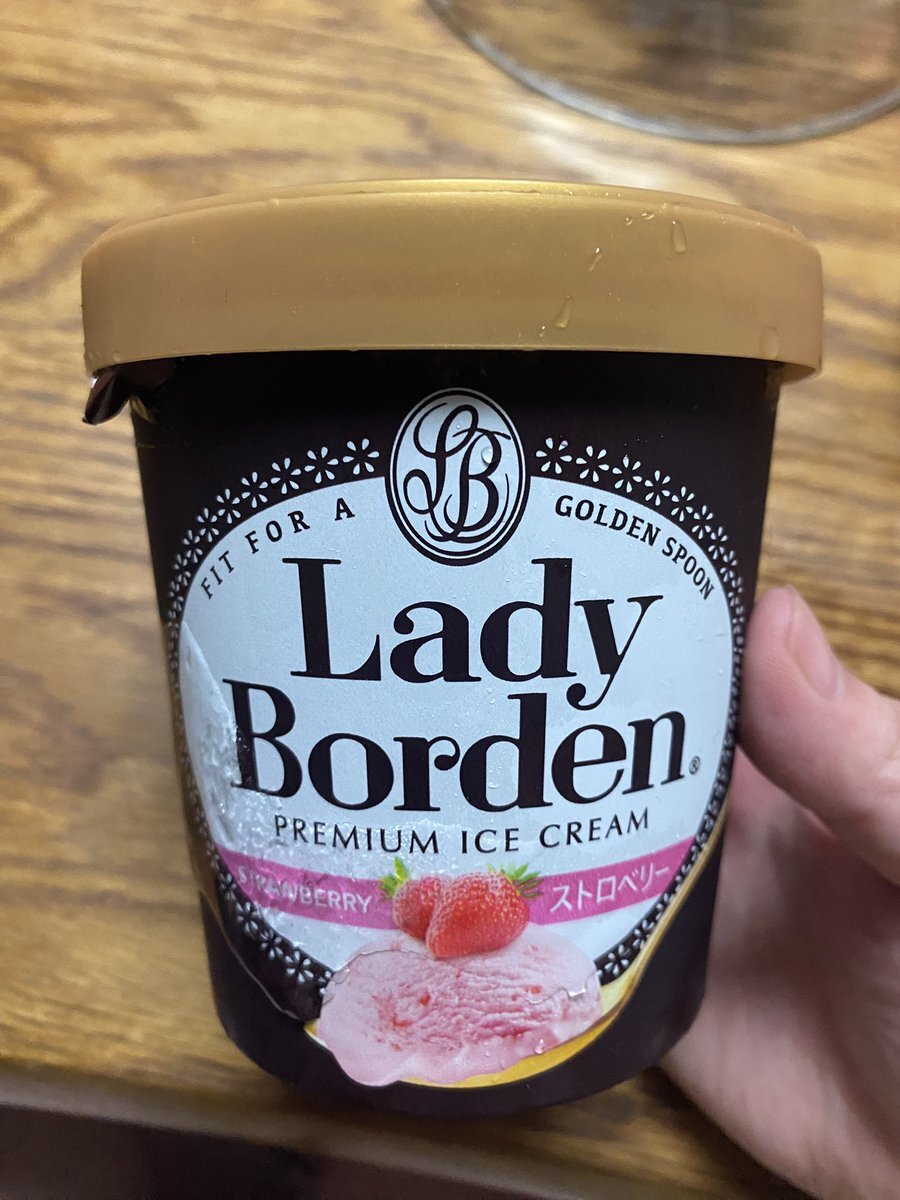 LB
FIT FOR A GOLDEN SPOON
Lady
Borden®
PREMIUM ICE CREAM
STRAWBERRY ストロベリー